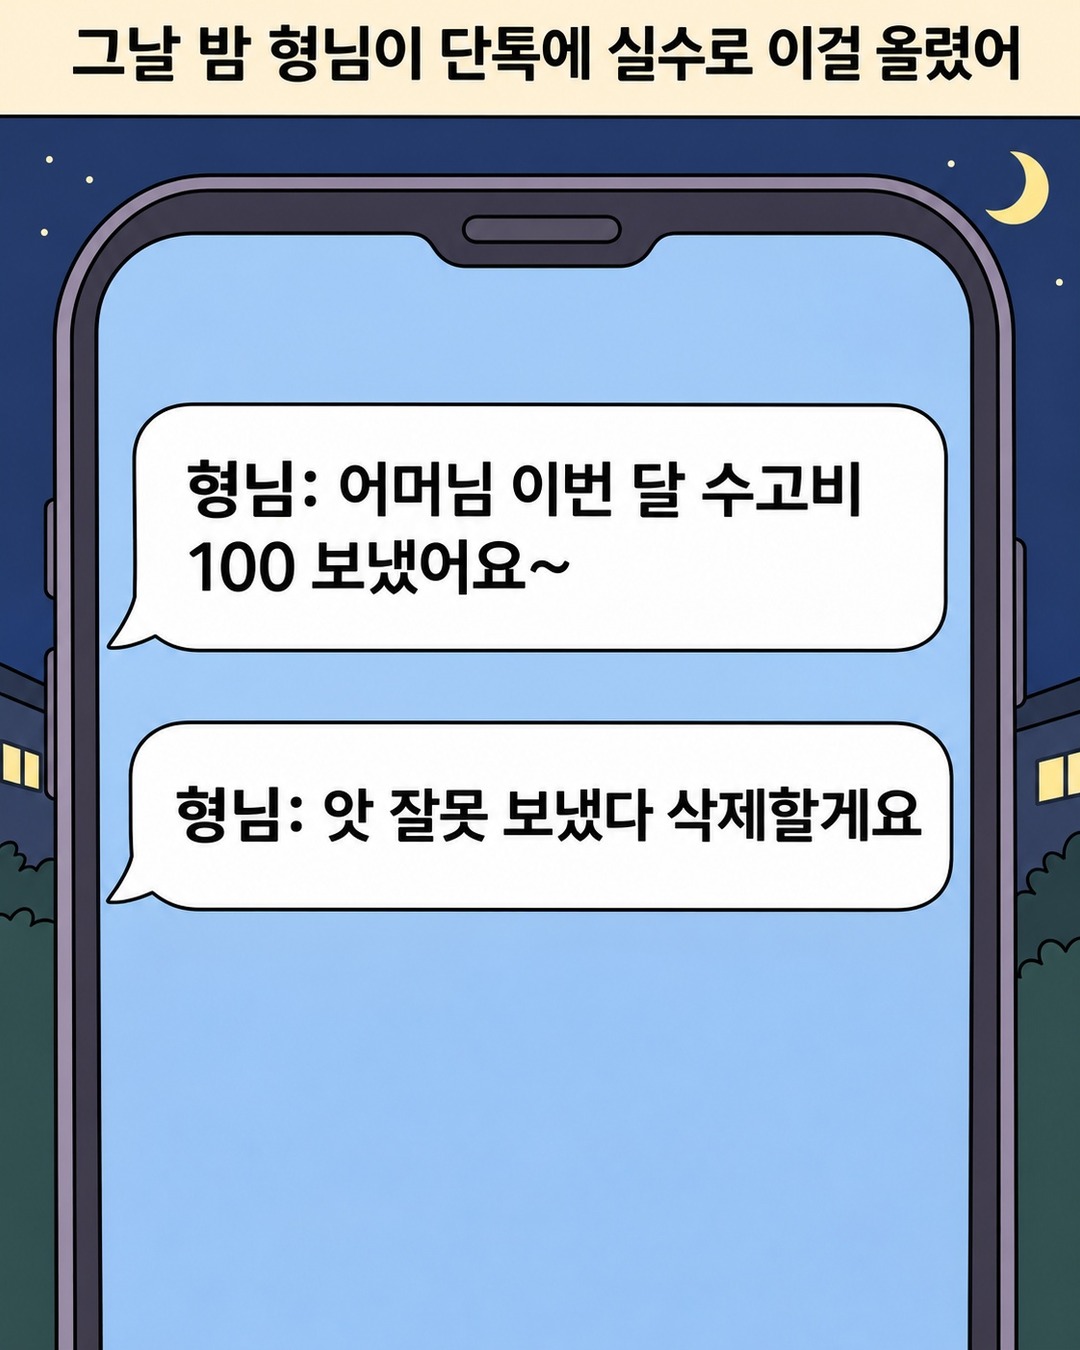 그날 밤 형님이 단톡에 실수로 이걸 올렸어
형님: 어머님 이번 달 수고비
100 보냈어요~
형님: 앗 잘못 보냈다 삭제할게요